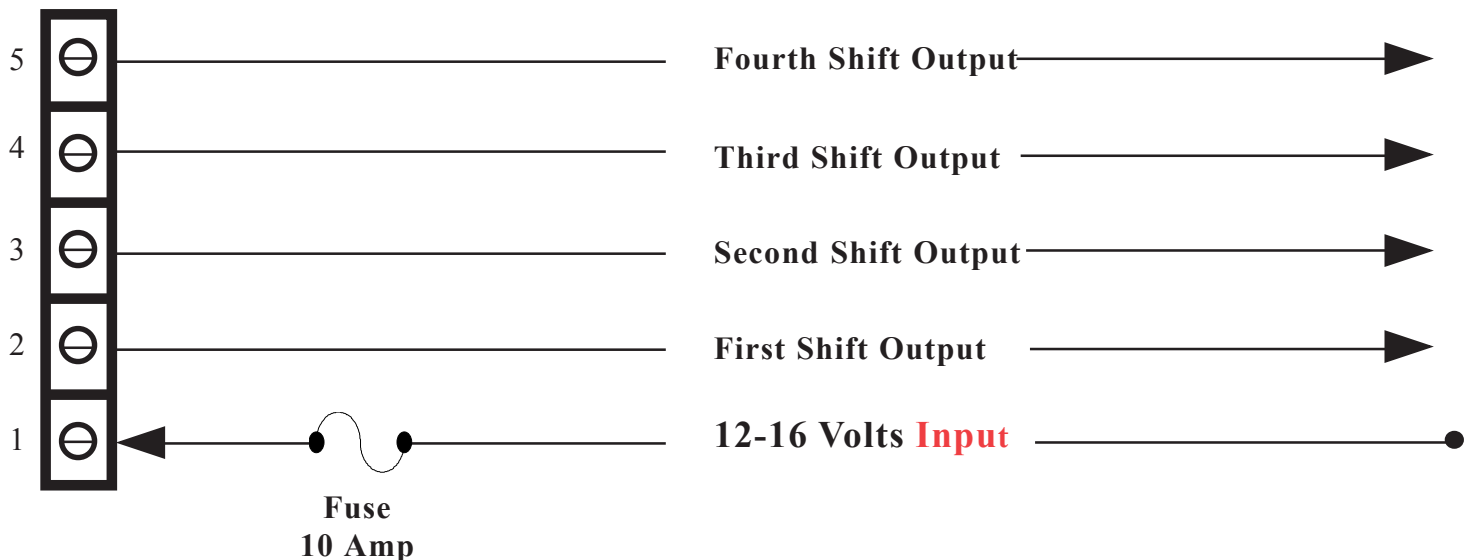 5 Fourth Shift Output
4 Third Shift Output
3 Second Shift Output
2 First Shift Output
1 12-16 Volts Input
Fuse
10 Amp